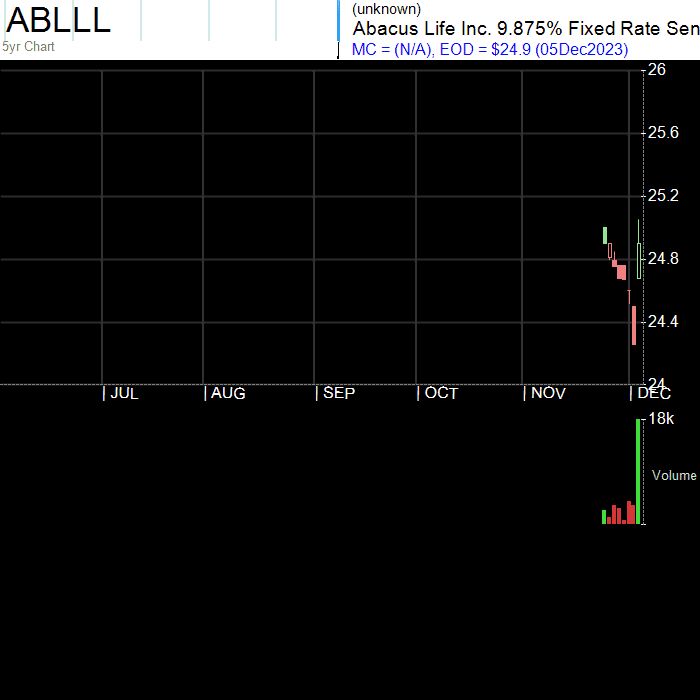 ABLLL
5yr Chart
(unknown)
Abacus Life Inc. 9.875% Fixed Rate Sen
MC = (N/A), EOD = $24.9 (05Dec2023)
26
25.6
25.2
24.8
24.4
24
JUL AUG SEP OCT NOV DEC
18k
Volume